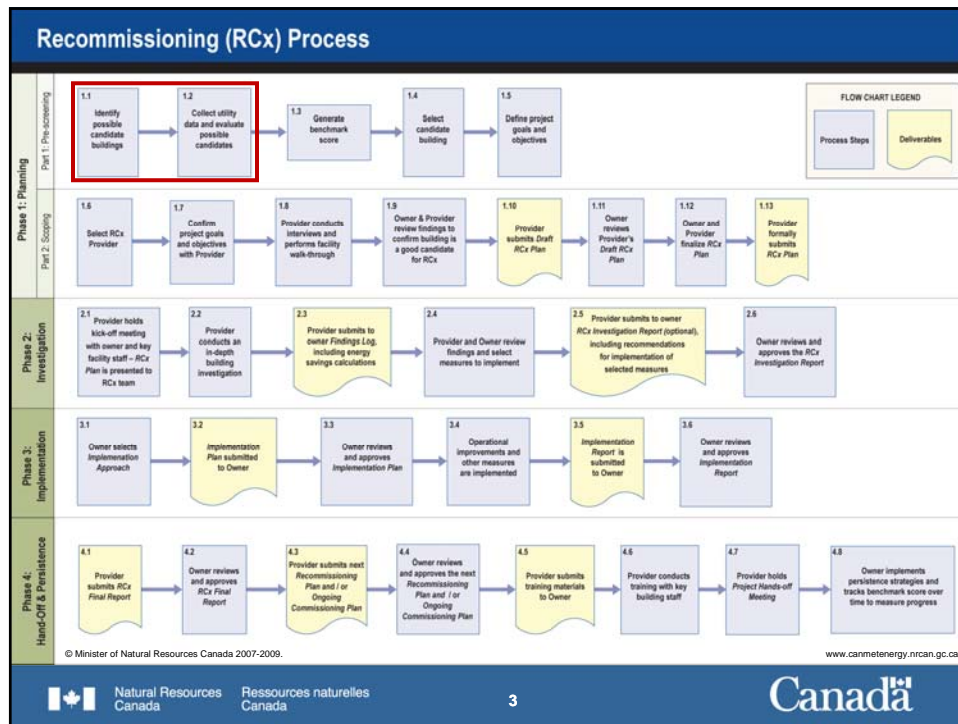 Recommissioning (RCx) Process
Phase 1: Planning
Part 1: Pre-screening
1.1
Identify
possible
candidate
buildings
1.2
Collect utility
data and evaluate
possible
candidates
1.3
Generate
benchmark
score
1.4
Select
candidate
building
1.5
Define project
goals and
objectives
FLOW CHART LEGEND
Process Steps
Deliverables
Part 2: Scoping
1.6
Select RCx
Provider
1.7
Confirm
project goals
and objectives
with Provider
1.8
Provider conducts
interviews and
performs facility
walk-through
1.9
Owner & Provider
review findings to
confirm building is
a good candidate
for RCx
1.10
Provider
submits Draft
RCx Plan
1.11
Owner
reviews
Provider's
Draft RCx
Plan
1.12
Owner and
Provider
finalize RCx
Plan
1.13
Provider
formally
submits
RCx Plan
Phase 2:
Investigation
2.1
Provider holds
kick-off meeting
with owner and key
facility staff – RCx
Plan is presented to
RCx team
2.2
Provider
conducts an
in-depth
building
investigation
2.3
Provider submits to
owner Findings Log,
including energy
savings calculations
2.4
Provider and Owner review
findings and select
measures to implement
2.5
Provider submits to owner
RCx Investigation Report (optional),
including recommendations
for implementation of
selected measures
2.6
Owner reviews and
approves the RCx
Investigation Report
Phase 3:
Implementation
3.1
Owner selects
Implemenation
Approach
3.2
Implementation
Plan submitted
to Owner
3.3
Owner reviews
and approves
Implementation Plan
3.4
Operational
improvements and
other measures
are implemented
3.5
Implementation
Report is
submitted
to Owner
3.6
Owner reviews
and approves
Implementation
Report
Phase 4:
Hand-Off & Persistence
4.1
Provider
submits RCx
Final Report
4.2
Owner reviews
and approves
RCx Final
Report
4.3
Provider submits next
Recommissioning
Plan and / or
Ongoing
Commissioning Plan
4.4
Owner reviews
and approves the next
Recommissioning
Plan and / or
Ongoing
Commissioning Plan
4.5
Provider submits
training materials
to Owner
4.6
Provider conducts
training with key
building staff
4.7
Provider holds
Project Hands-off
Meeting
4.8
Owner implements
persistence strategies and
tracks benchmark score over
time to measure progress
© Minister of Natural Resources Canada 2007-2009.
www.canmetenergy.nrcan.gc.ca
Natural Resources
Canada
Ressources naturelles
Canada
3
Canada